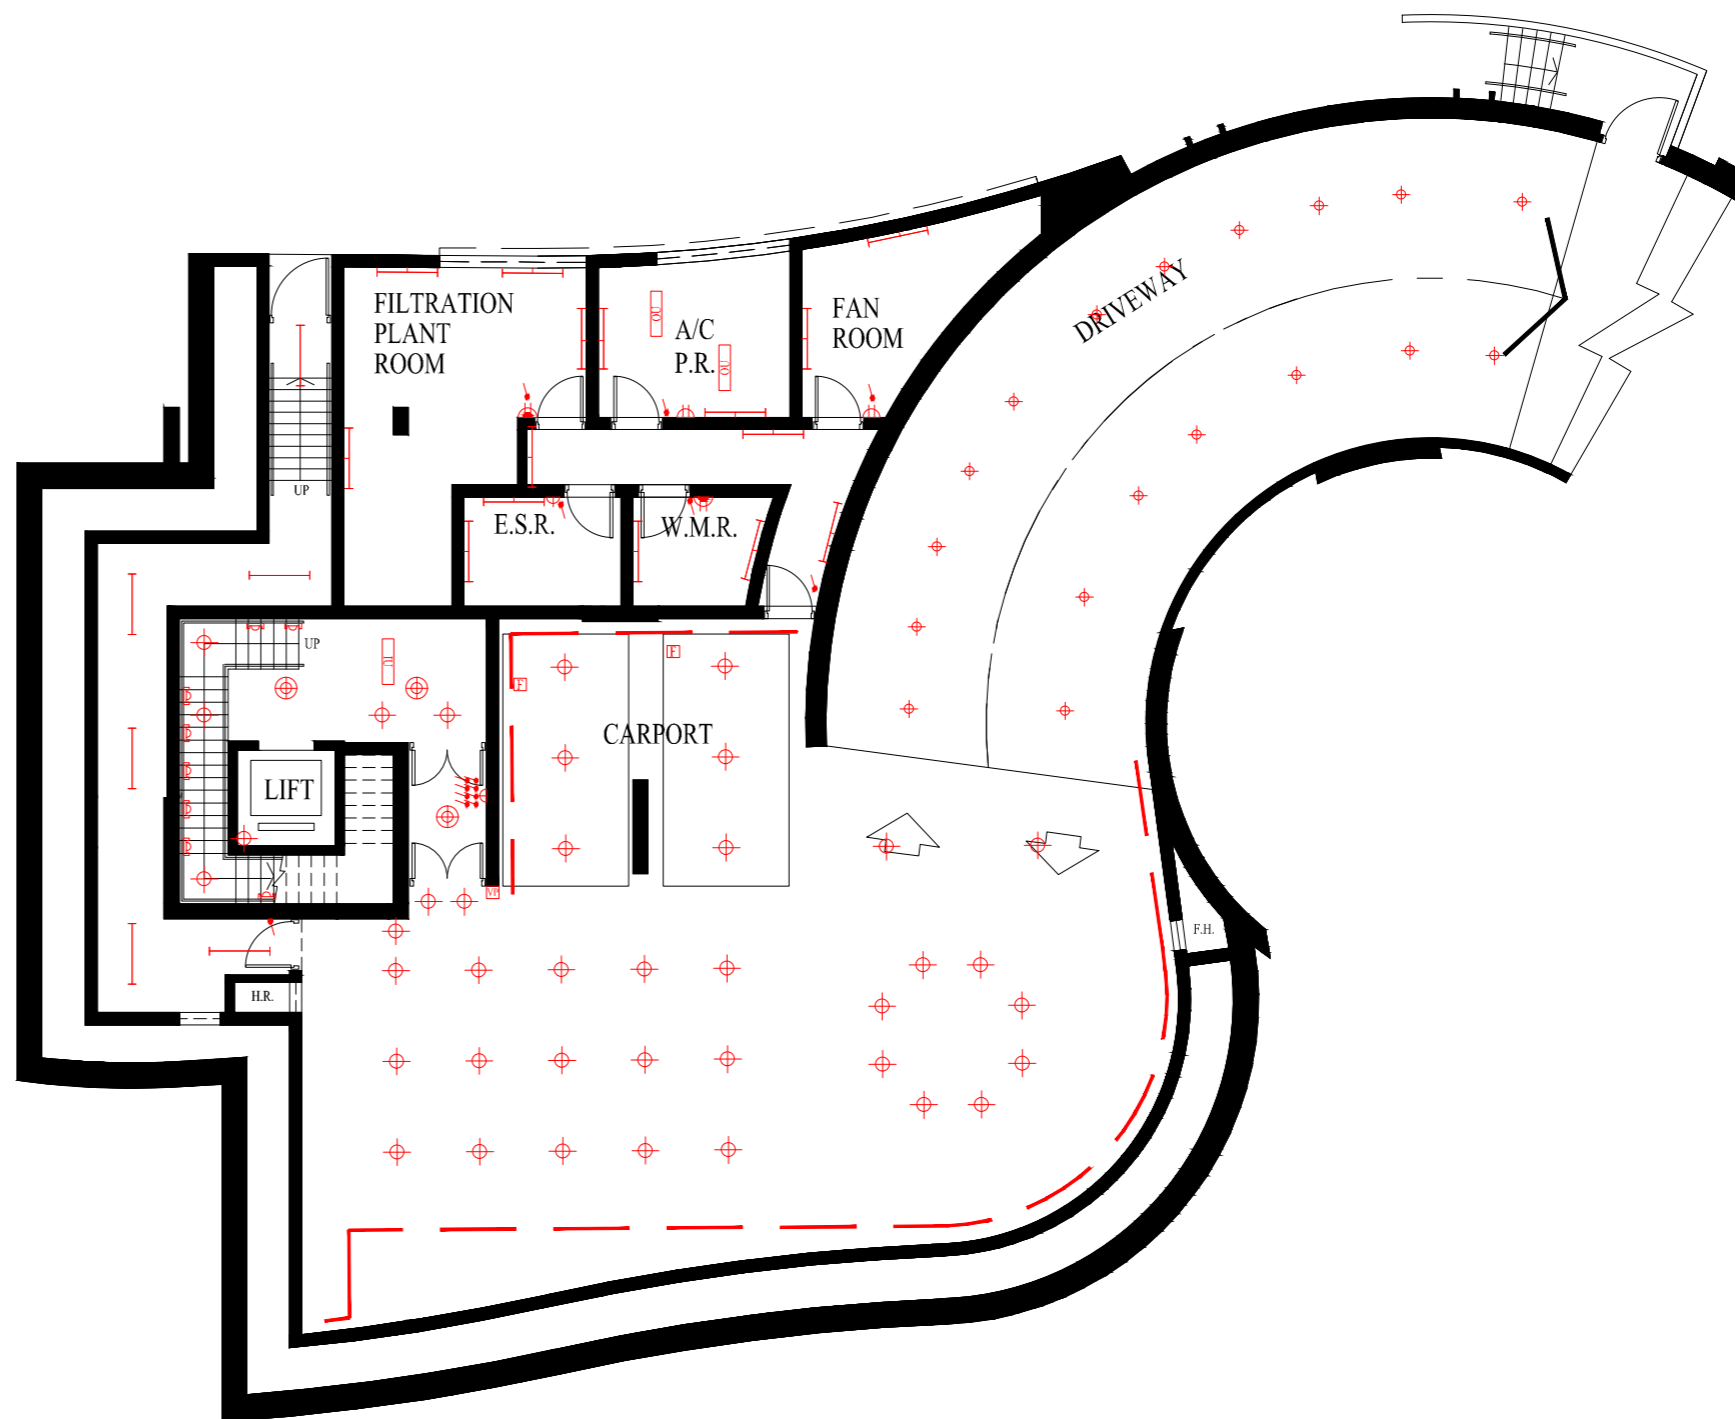 FILTRATION
PLANT
ROOM
A/C
P.R.
FAN
ROOM
DRIVEWAY
UP
E.S.R.
W.M.R.
UP
F
F
CARPORT
LIFT
F.H.
H.R.